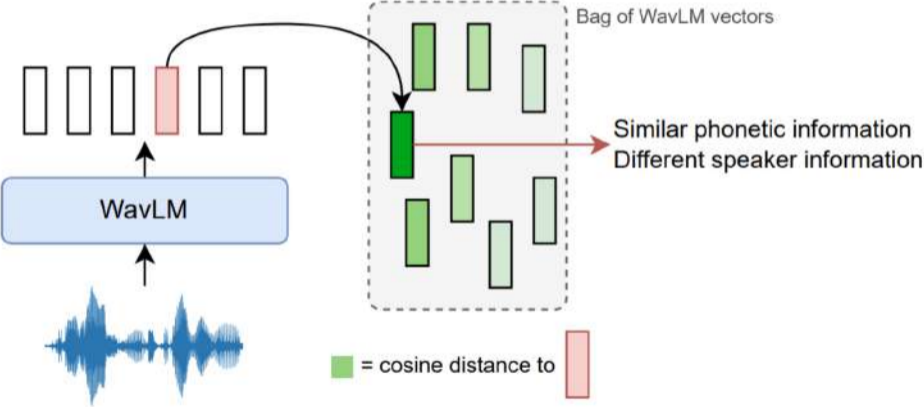 Bag of WavLM vectors
Similar phonetic information
Different speaker information
WavLM
= cosine distance to